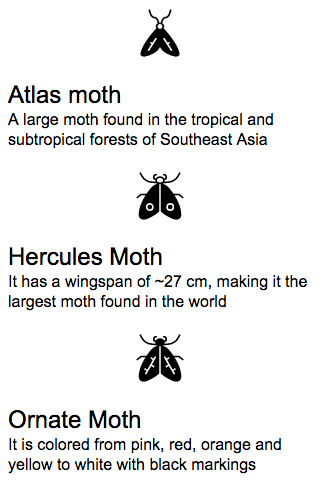 Atlas moth
A large moth found in the tropical and
subtropical forests of Southeast Asia
Hercules Moth
It has a wingspan of ~27 cm, making it the
largest moth found in the world
Ornate Moth
It is colored from pink, red, orange and
yellow to white with black markings